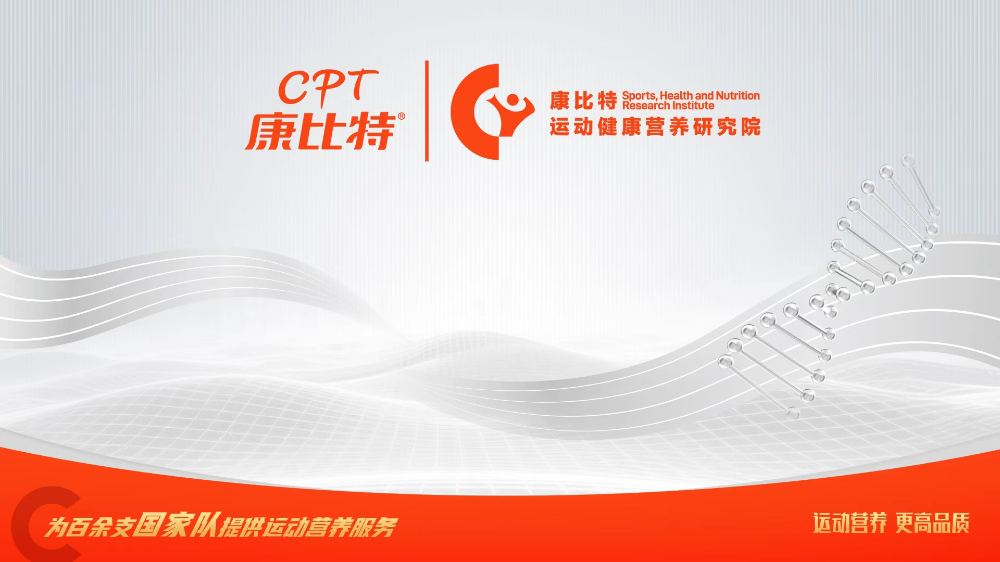 CPT
康比特®
康比特 Sports, Health and Nutrition
Research Institute
运动健康营养研究院
为百余支国家队提供运动营养服务
运动营养 更高品质